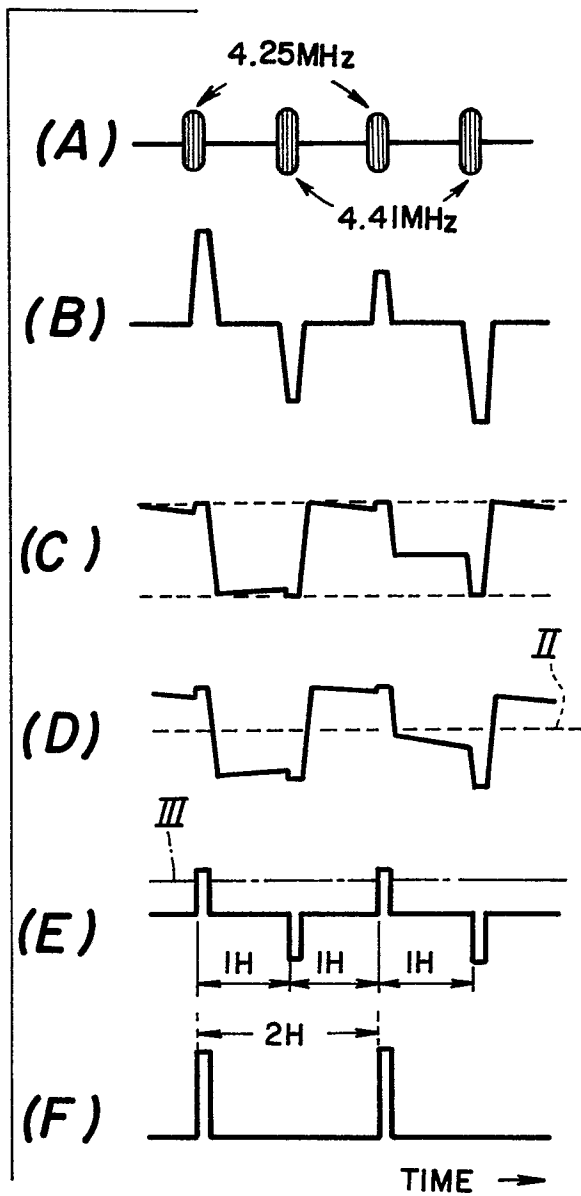 4.25MHz
(A)
4.41MHz
(B)
(C)
II
(D)
III
(E)
1H 1H 1H
2H
(F)
TIME →